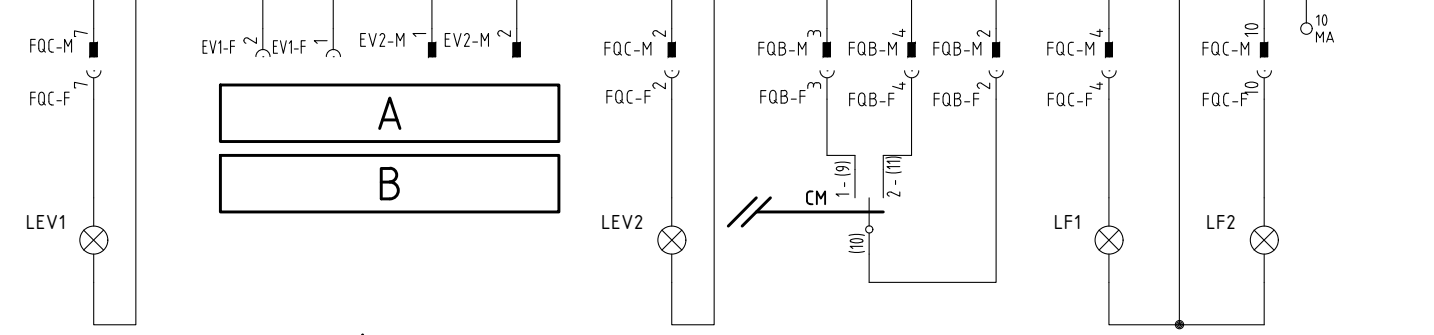 FQC-M 7
FQC-F 7
LEV1
EV1-F 2
EV1-F 1
EV2-M 1
EV2-M 2
A
B
FQC-M 2
FQC-F 2
LEV2
FQB-M 3
FQB-M 4
FQB-M 2
FQB-F 3
FQB-F 4
FQB-F 2
1 - (9)
2 - (11)
CM
(10)
FQC-M 4
FQC-F 4
LF1
FQC-M 10
FQC-F 10
LF2
10
MA